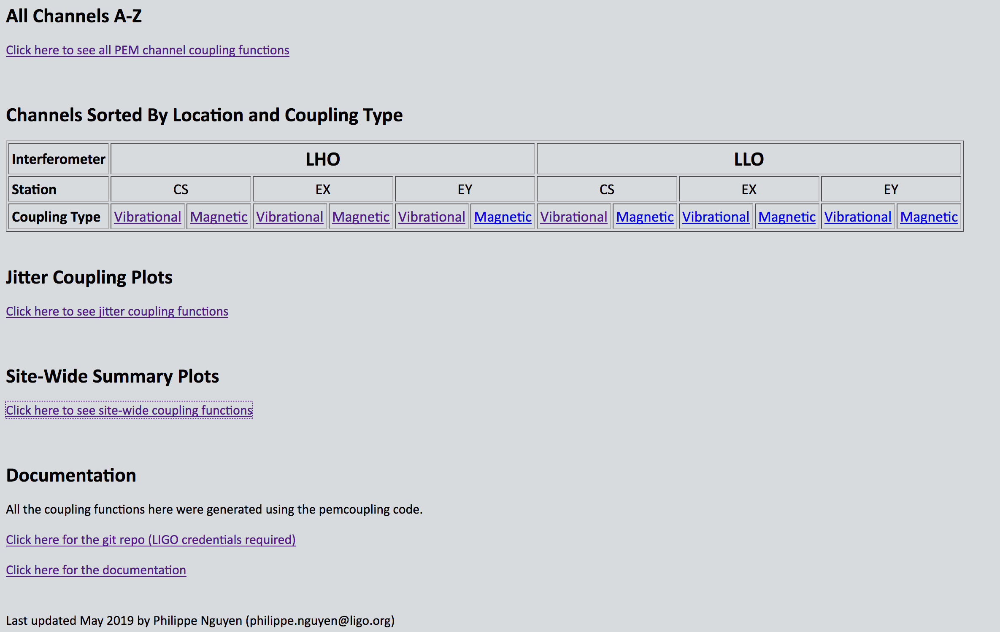 All Channels A-Z
Click here to see all PEM channel coupling functions
Channels Sorted By Location and Coupling Type
Interferometer LHO LLO
Station CS EX EY CS EX EY
Coupling Type Vibrational Magnetic Vibrational Magnetic Vibrational Magnetic Vibrational Magnetic Vibrational Magnetic Vibrational Magnetic
Jitter Coupling Plots
Click here to see jitter coupling functions
Site-Wide Summary Plots
Click here to see site-wide coupling functions
Documentation
All the coupling functions here were generated using the pemcoupling code.
Click here for the git repo (LIGO credentials required)
Click here for the documentation
Last updated May 2019 by Philippe Nguyen (philippe.nguyen@ligo.org)